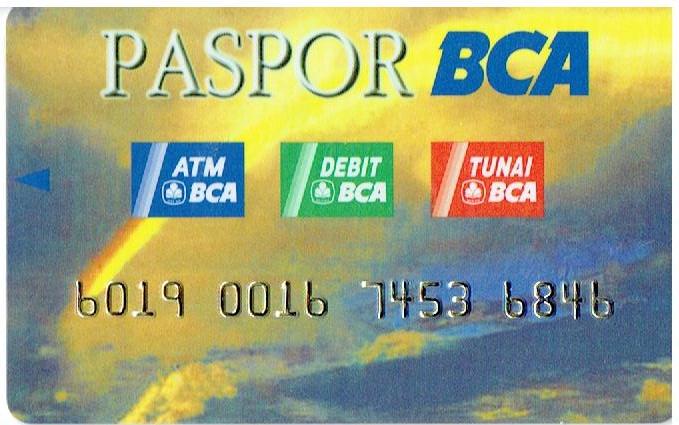 PASPOR BCA
ATM BCA
DEBIT BCA
TUNAI BCA
6019 0016 7453 6846